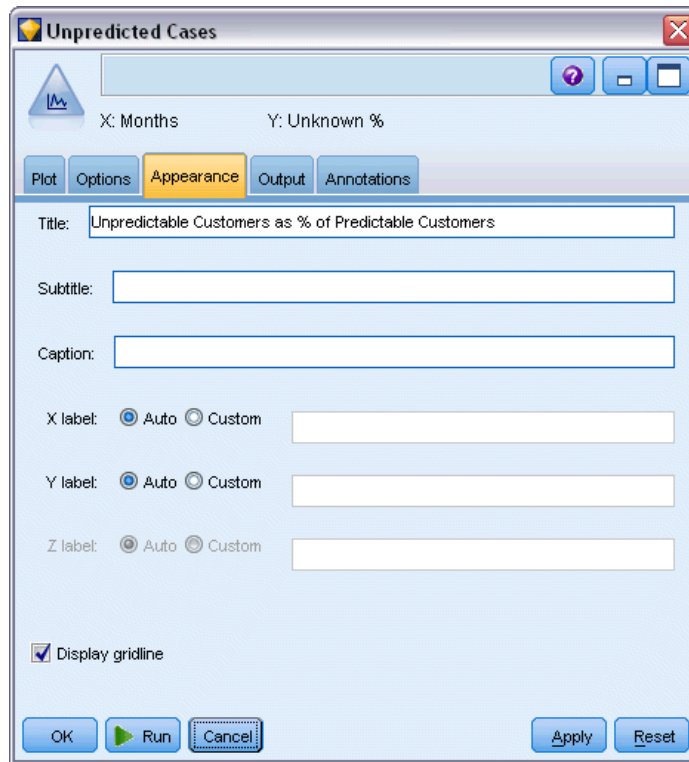 Unpredicted Cases
X: Months Y: Unknown %
Plot Options Appearance Output Annotations
Title: Unpredictable Customers as % of Predictable Customers
Subtitle:
Caption:
X label: Auto Custom
Y label: Auto Custom
Z label: Auto Custom
Display gridline
OK Run Cancel Apply Reset